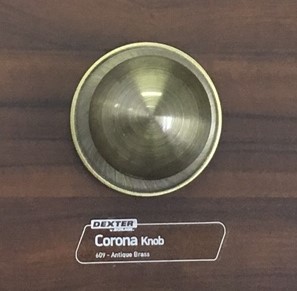 DEXTER
Corona Knob
609 - Antique Brass